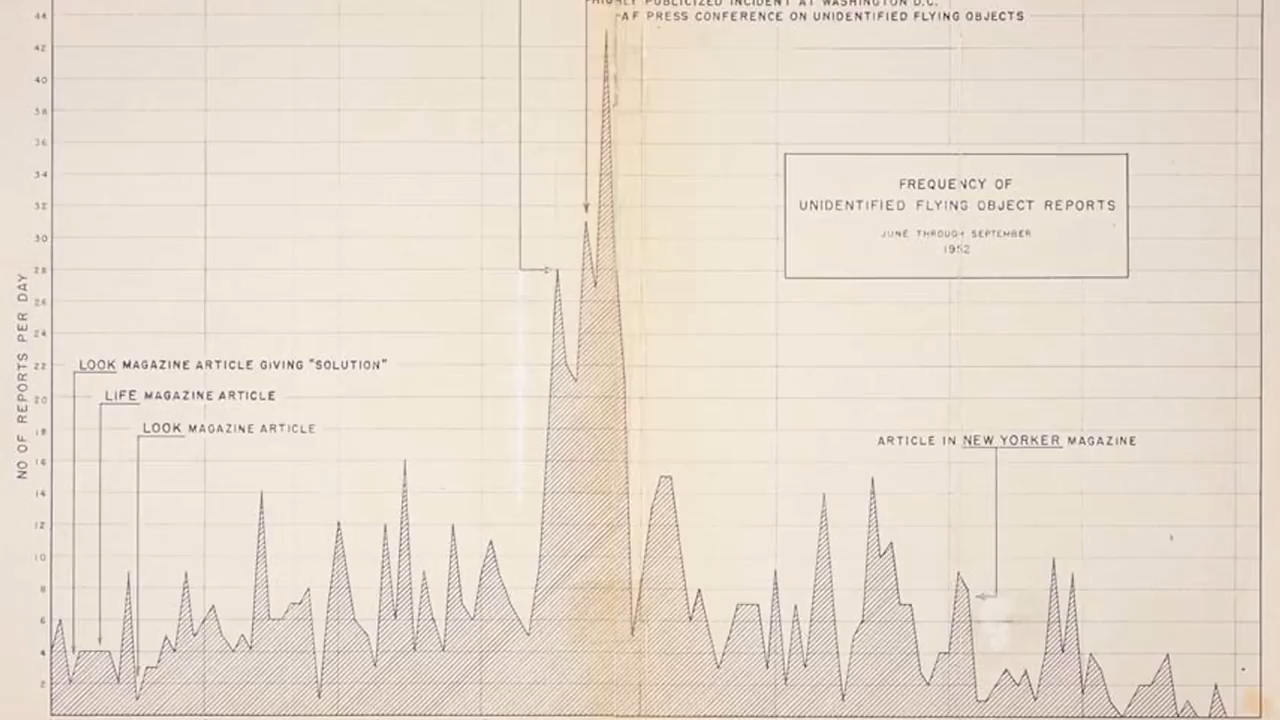 HIGHLY PUBLICIZED INCIDENT AT WASHINGTON D.C.
AF PRESS CONFERENCE ON UNIDENTIFIED FLYING OBJECTS
44
42
40
38
36
34
32
30
28
26
24
22
20
18
16
14
12
10
8
6
4
2
NO OF REPORTS PER DAY
FREQUENCY OF
UNIDENTIFIED FLYING OBJECT REPORTS
JUNE THROUGH SEPTEMBER
1952
LOOK MAGAZINE ARTICLE GIVING "SOLUTION"
LIFE MAGAZINE ARTICLE
LOOK MAGAZINE ARTICLE
ARTICLE IN NEW YORKER MAGAZINE